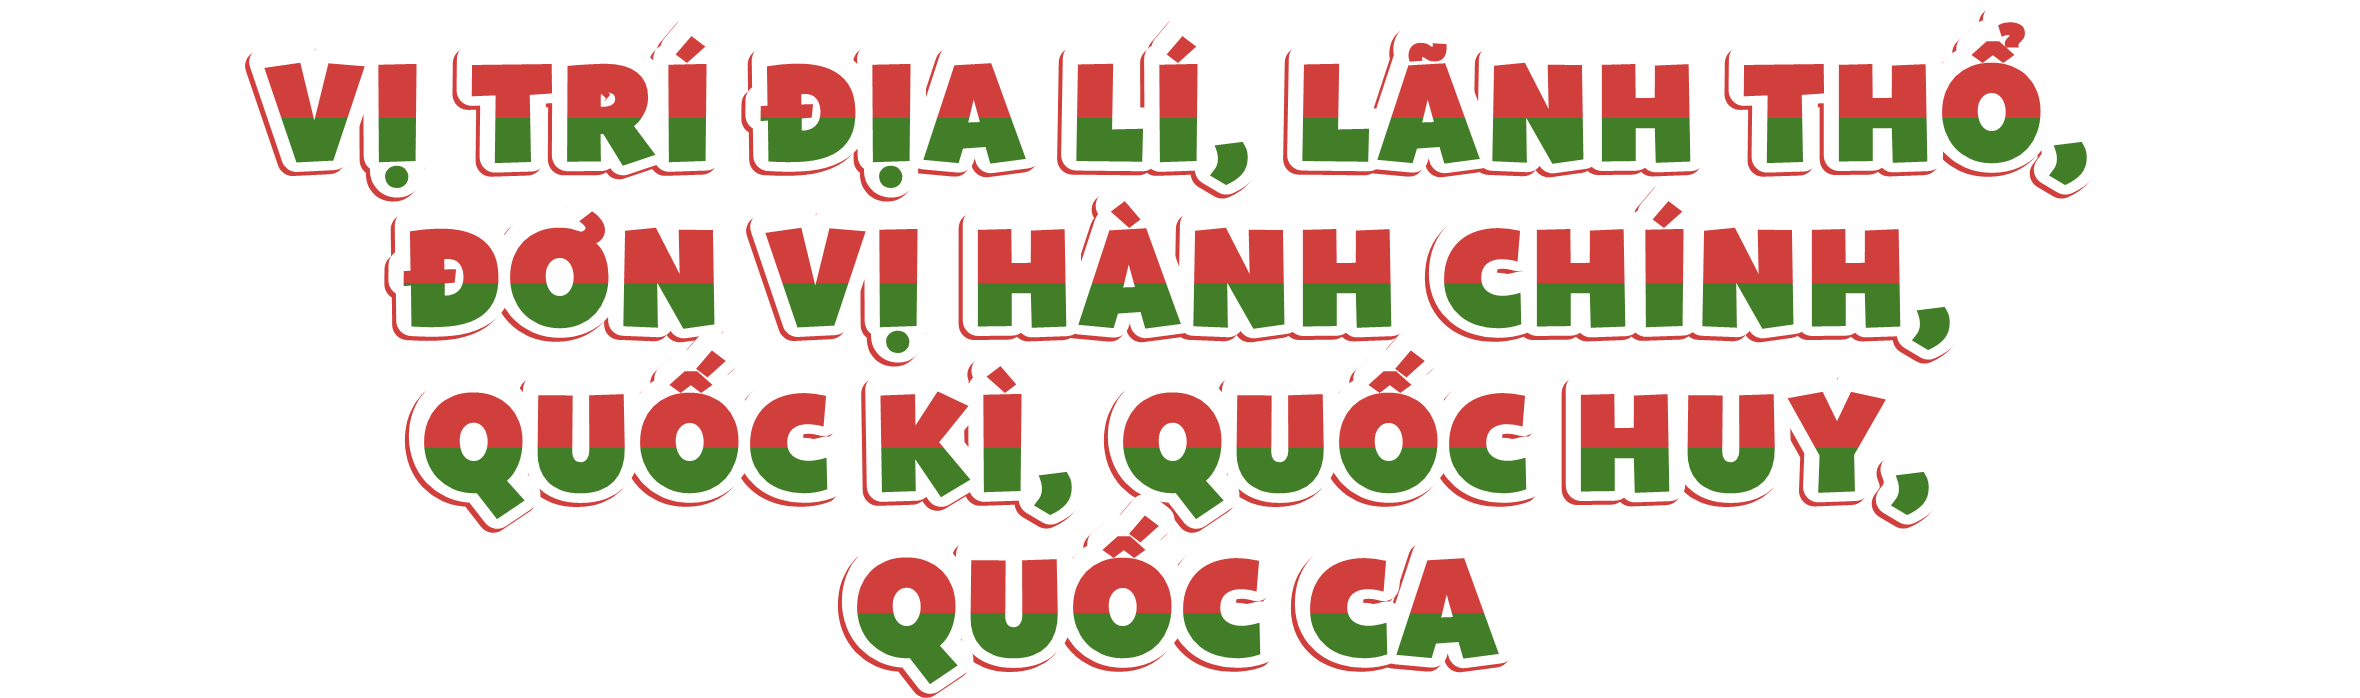 VỊ TRÍ ĐỊA LÍ, LÃNH THỔ,
ĐƠN VỊ HÀNH CHÍNH,
QUỐC KÌ, QUỐC HUY,
QUỐC CA